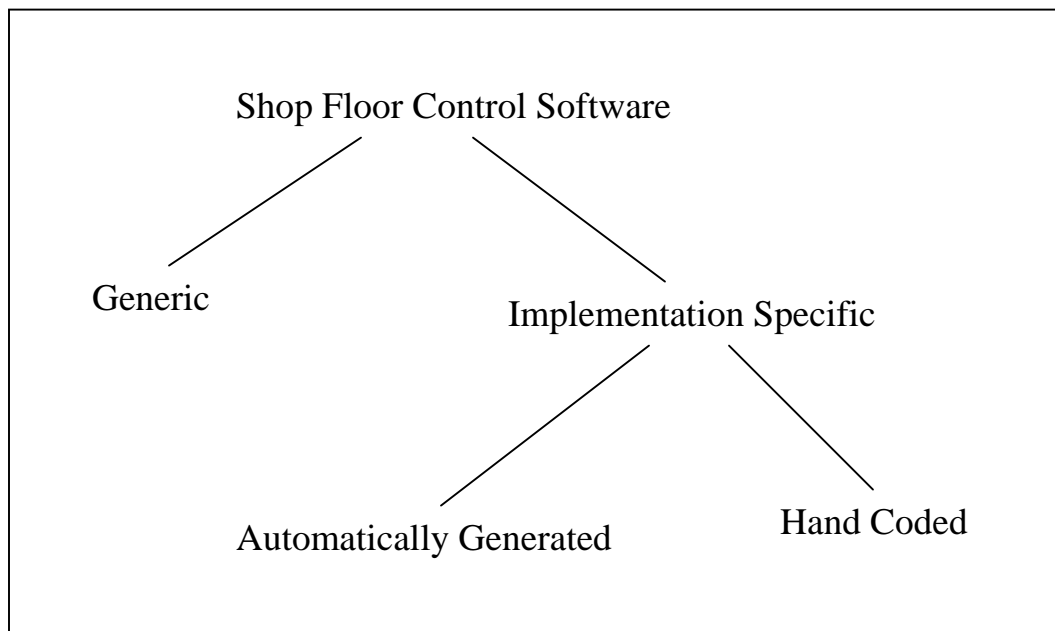 Shop Floor Control Software
Generic
Implementation Specific
Automatically Generated
Hand Coded